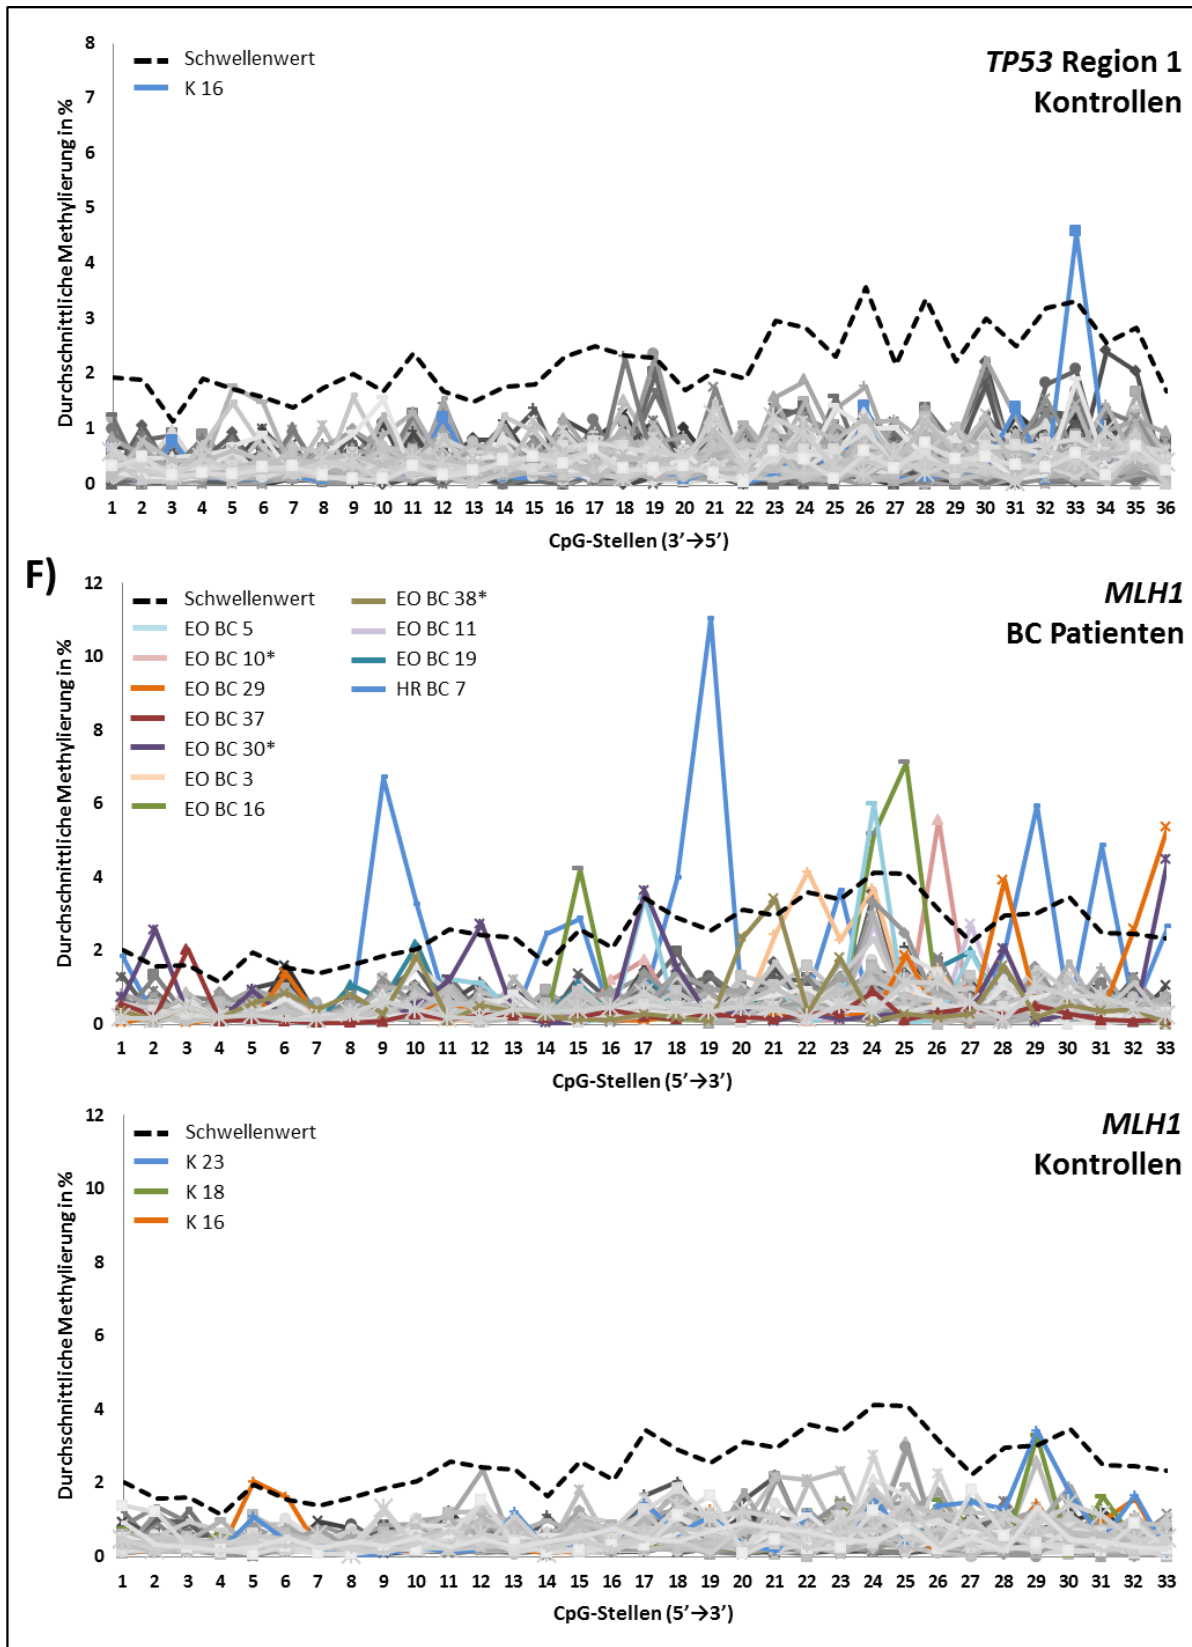 TP53 Region 1
Kontrollen
Schwellenwert
K 16
Durchschnittliche Methylierung in %
8
7
6
5
4
3
2
1
0
1 2 3 4 5 6 7 8 9 10 11 12 13 14 15 16 17 18 19 20 21 22 23 24 25 26 27 28 29 30 31 32 33 34 35 36
CpG-Stellen (3'→5')
F)
MLH1
BC Patienten
Schwellenwert
EO BC 5
EO BC 10*
EO BC 29
EO BC 37
EO BC 30*
EO BC 3
EO BC 16
EO BC 38*
EO BC 11
EO BC 19
HR BC 7
Durchschnittliche Methylierung in %
12
10
8
6
4
2
0
1 2 3 4 5 6 7 8 9 10 11 12 13 14 15 16 17 18 19 20 21 22 23 24 25 26 27 28 29 30 31 32 33
CpG-Stellen (5'→3')
MLH1
Kontrollen
Schwellenwert
K 23
K 18
K 16
Durchschnittliche Methylierung in %
12
10
8
6
4
2
0
1 2 3 4 5 6 7 8 9 10 11 12 13 14 15 16 17 18 19 20 21 22 23 24 25 26 27 28 29 30 31 32 33
CpG-Stellen (5'→3')